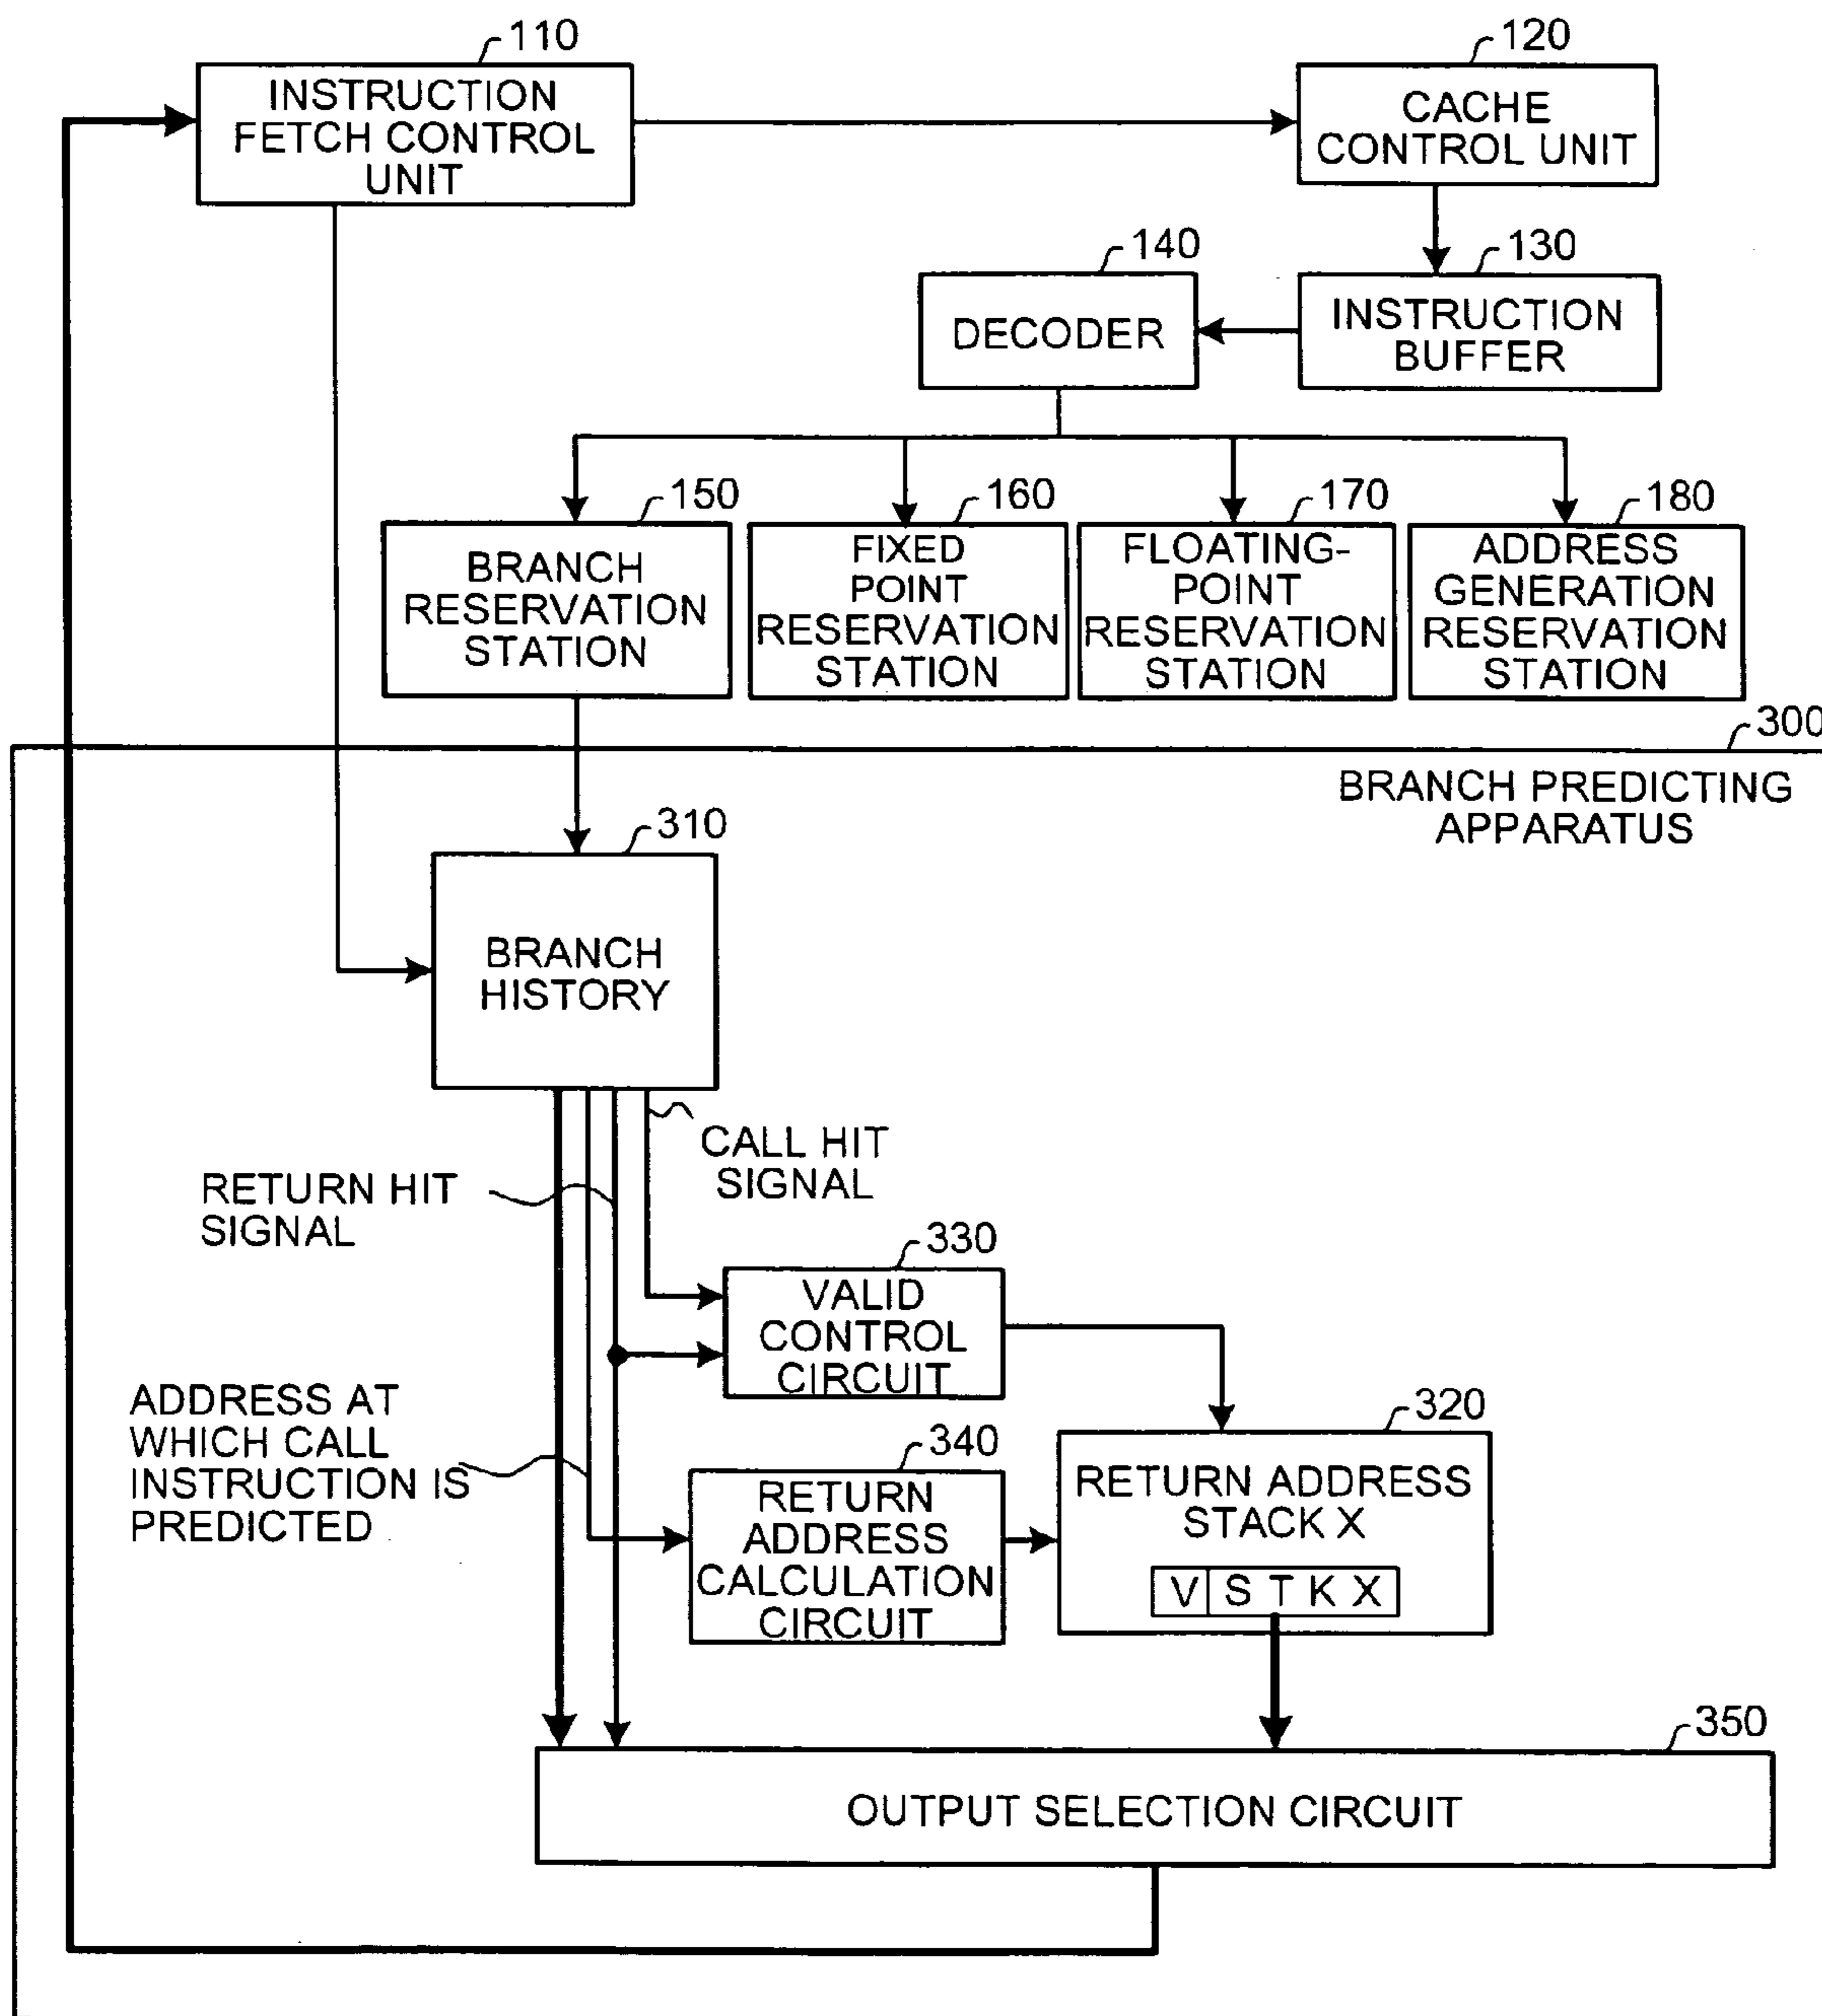 110
INSTRUCTION
FETCH CONTROL
UNIT
120
CACHE
CONTROL UNIT
140
DECODER
130
INSTRUCTION
BUFFER
150
BRANCH
RESERVATION
STATION
160
FIXED
POINT
RESERVATION
STATION
170
FLOATING-
POINT
RESERVATION
STATION
180
ADDRESS
GENERATION
RESERVATION
STATION
300
BRANCH PREDICTING
APPARATUS
310
BRANCH
HISTORY
CALL HIT
SIGNAL
RETURN HIT
SIGNAL
330
VALID
CONTROL
CIRCUIT
ADDRESS AT
WHICH CALL
INSTRUCTION IS
PREDICTED
340
RETURN
ADDRESS
CALCULATION
CIRCUIT
320
RETURN ADDRESS
STACK X
V S T K X
350
OUTPUT SELECTION CIRCUIT